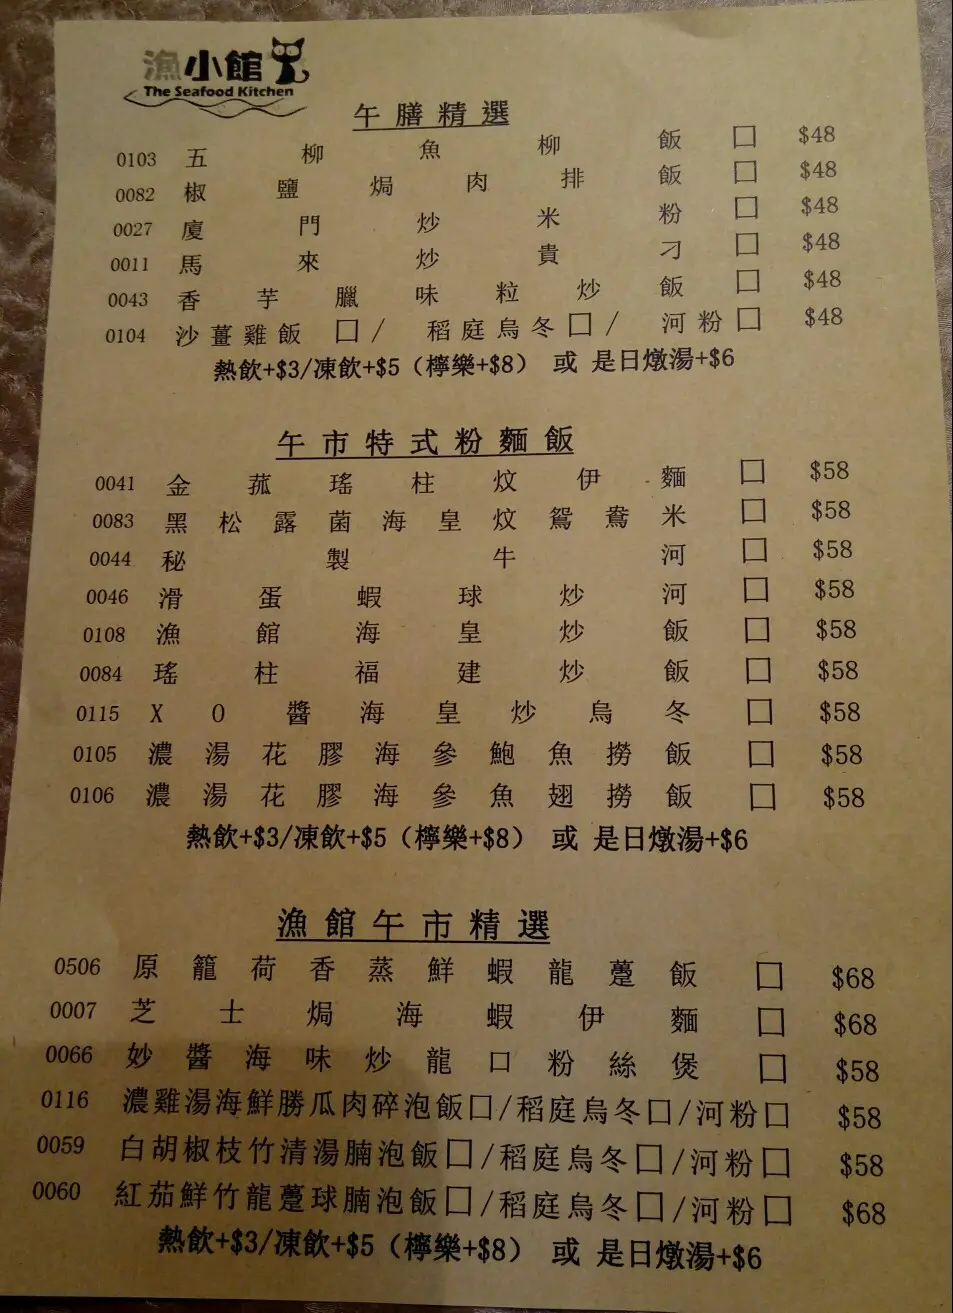 漁小館
The Seafood Kitchen
午膳精選
0103 五柳魚柳飯 □ $48
0082 椒鹽焗肉排飯 □ $48
0027 廈門炒米粉 □ $48
0011 馬來炒貴刁 □ $48
0043 香芋臘味粒炒飯 □ $48
0104 沙薑雞飯 □/ 稻庭烏冬□/ 河粉□ $48
熱飲+$3/凍飲+$5（檸樂+$8） 或 是日燉湯+$6
午市特式粉麵飯
0041 金菰瑤柱炆伊麵 □ $58
0083 黑松露菌海皇炆鴛鴦米 □ $58
0044 秘製牛河 □ $58
0046 滑蛋蝦球炒河 □ $58
0108 漁館海皇炒飯 □ $58
0084 瑤柱福建炒飯 □ $58
0115 XO醬海皇炒烏冬 □ $58
0105 濃湯花膠海參鮑魚撈飯 □ $58
0106 濃湯花膠海參魚翅撈飯 □ $58
熱飲+$3/凍飲+$5（檸樂+$8） 或 是日燉湯+$6
漁館午市精選
0506 原籠荷香蒸鮮蝦龍躉飯 □ $68
0007 芝士焗海蝦伊麵 □ $68
0066 妙醬海味炒龍口粉絲煲 □ $58
0116 濃雞湯海鮮勝瓜肉碎泡飯□/稻庭烏冬□/河粉□ $58
0059 白胡椒枝竹清湯腩泡飯□/稻庭烏冬□/河粉□ $58
0060 紅茄鮮竹龍躉球腩泡飯□/稻庭烏冬□/河粉□ $68
熱飲+$3/凍飲+$5（檸樂+$8） 或 是日燉湯+$6